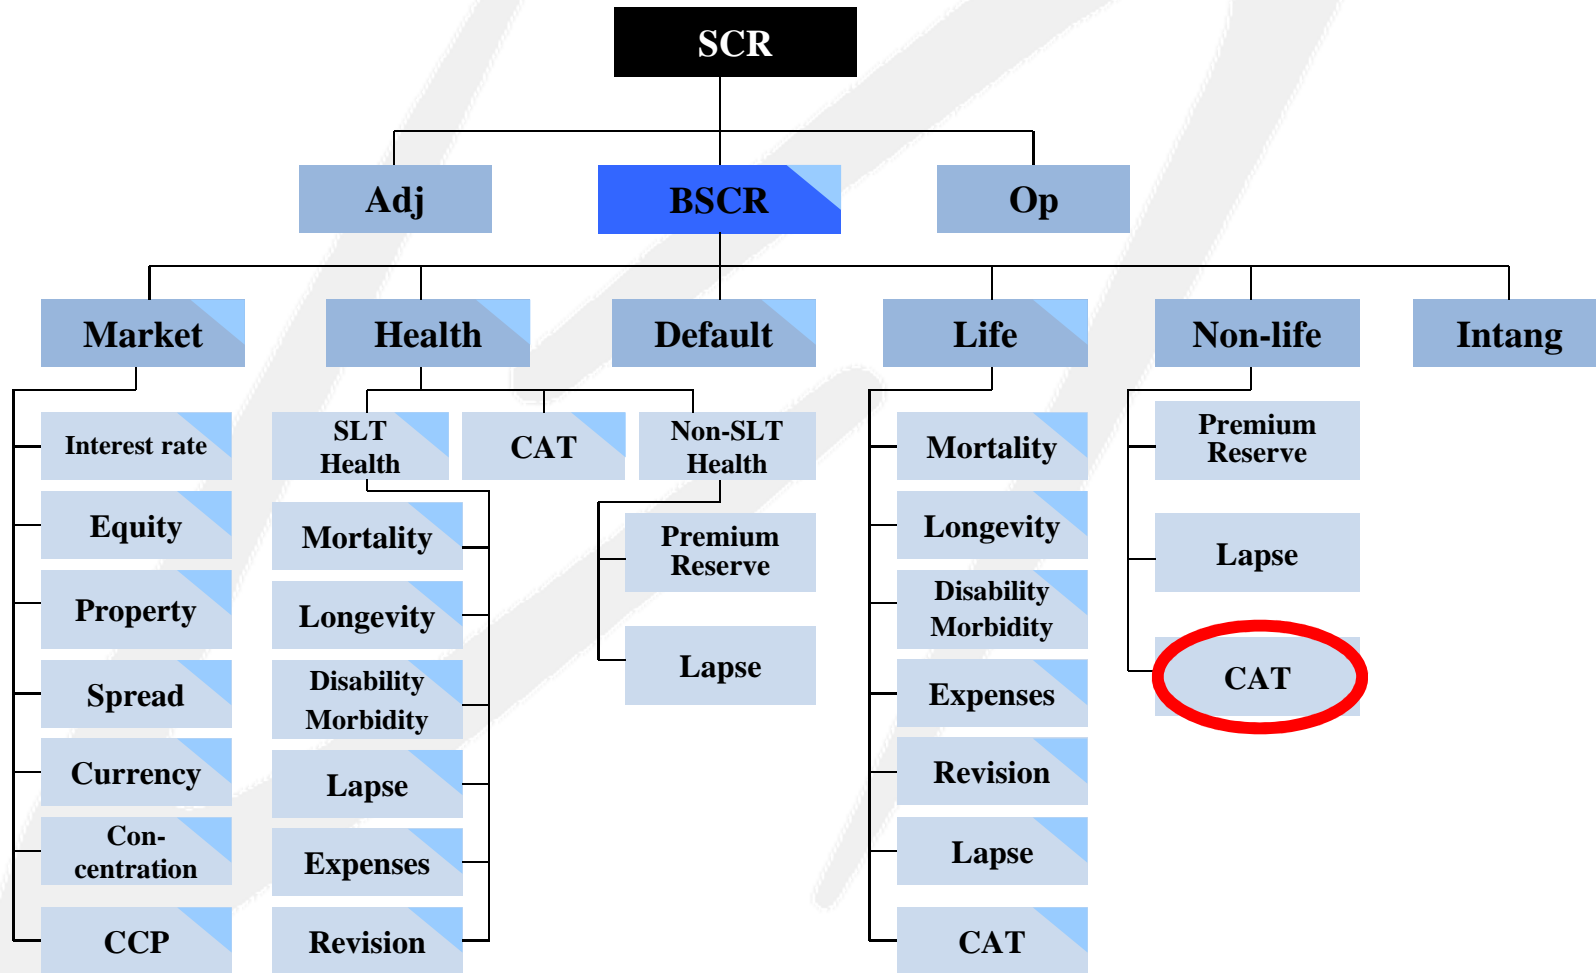 SCR
Adj
BSCR
Op
Market
Health
Default
Life
Non-life
Intang
Interest rate
Equity
Property
Spread
Currency
Con-
centration
CCP
SLT
Health
CAT
Non-SLT
Health
Mortality
Longevity
Disability
Morbidity
Lapse
Expenses
Revision
Premium
Reserve
Lapse
Mortality
Longevity
Disability
Morbidity
Expenses
Revision
Lapse
CAT
Premium
Reserve
Lapse
CAT